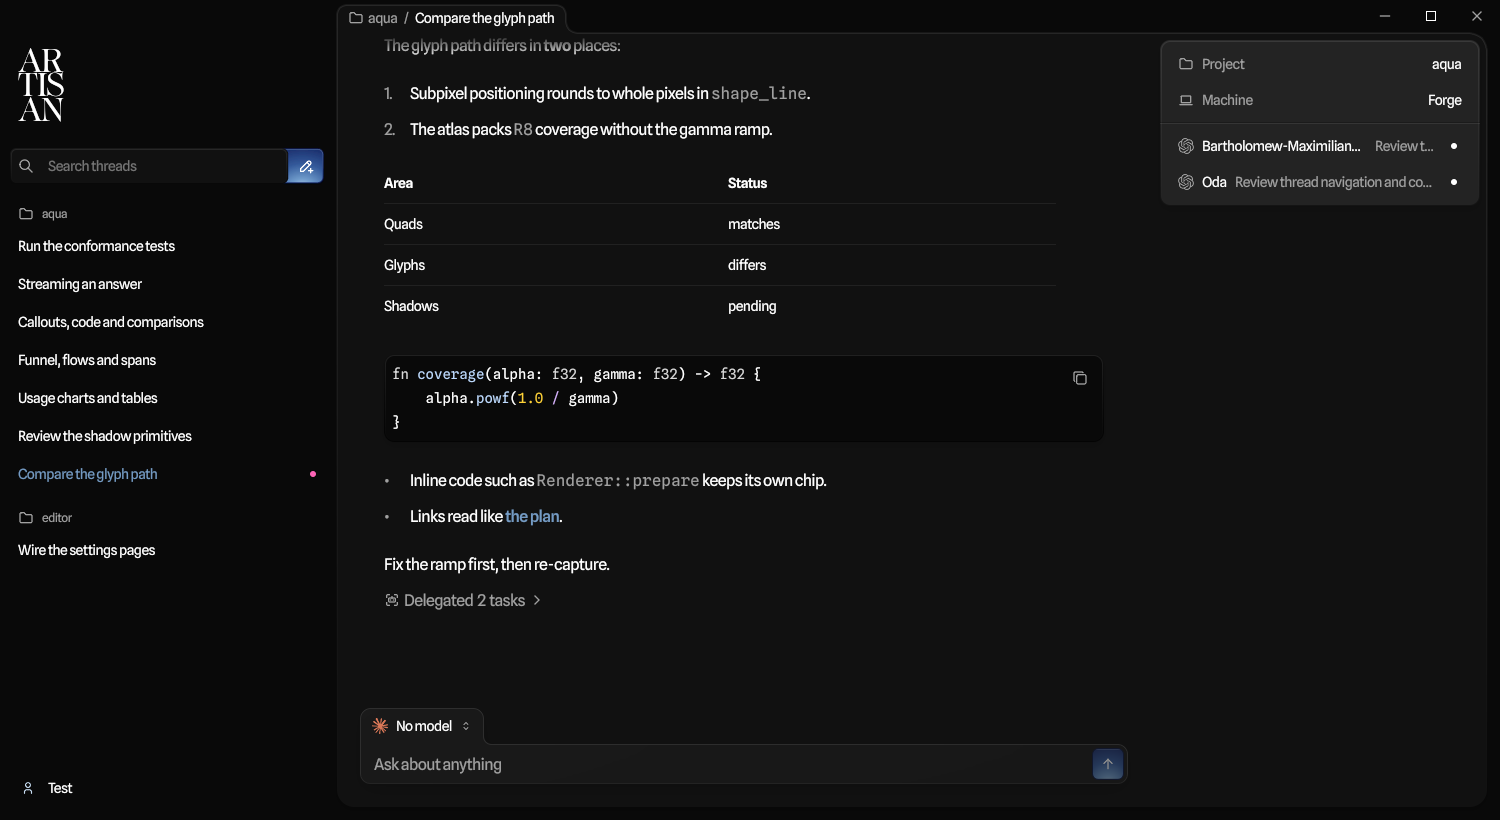 aqua / Compare the glyph path
AR
TIS
AN
Search threads
aqua
Run the conformance tests
Streaming an answer
Callouts, code and comparisons
Funnel, flows and spans
Usage charts and tables
Review the shadow primitives
Compare the glyph path
editor
Wire the settings pages
Test
The glyph path differs in two places:
1. Subpixel positioning rounds to whole pixels in shape_line.
2. The atlas packs R8 coverage without the gamma ramp.
Area Status
Quads matches
Glyphs differs
Shadows pending
fn coverage(alpha: f32, gamma: f32) -> f32 {
alpha.powf(1.0 / gamma)
}
• Inline code such as Renderer::prepare keeps its own chip.
• Links read like the plan.
Fix the ramp first, then re-capture.
Delegated 2 tasks
No model
Ask about anything
Project aqua
Machine Forge
Bartholomew-Maximilian... Review t...
Oda Review thread navigation and co...